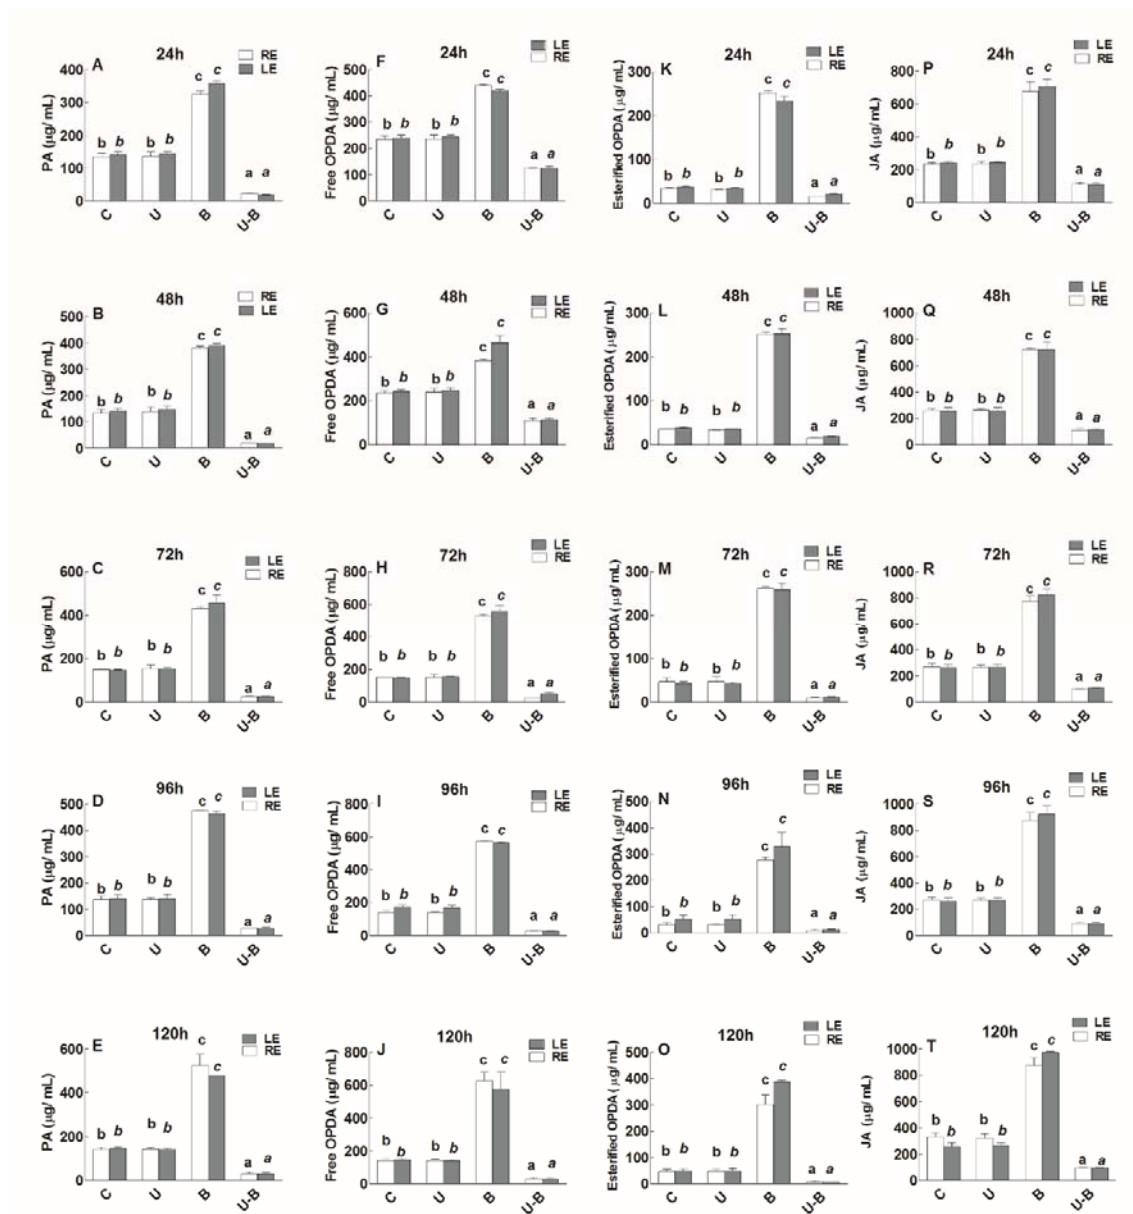 A 24h
RE
LE
PA (µg/ mL)
400
300
200
100
0
b b b b c c a a
C U B U-B
F 24h
LE
RE
Free OPDA (µg/ mL)
500
400
300
200
100
0
b b b b c c a a
C U B U-B
K 24h
LE
RE
Esterified OPDA (µg/ mL)
300
200
100
0
b b b b c c a a
C U B U-B
P 24h
LE
RE
JA (µg/ mL)
800
600
400
200
0
b b b b c c a a
C U B U-B
B 48h
RE
LE
PA (µg/ mL)
500
400
300
200
100
0
b b b b c c a a
C U B U-B
G 48h
LE
RE
Free OPDA (µg/ mL)
600
400
200
0
b b b b c c a a
C U B U-B
L 48h
LE
RE
Esterified OPDA (µg/ mL)
300
200
100
0
b b b b c c a a
C U B U-B
Q 48h
LE
RE
JA (µg/ mL)
1000
800
600
400
200
0
b b b b c c a a
C U B U-B
C 72h
LE
RE
PA (µg/ mL)
600
400
200
0
b b b b c c a a
C U B U-B
H 72h
LE
RE
Free OPDA (µg/ mL)
800
600
400
200
0
b b b b c c a a
C U B U-B
M 72h
LE
RE
Esterified OPDA (µg/ mL)
300
200
100
0
b b b b c c a a
C U B U-B
R 72h
LE
RE
JA (µg/ mL)
1000
800
600
400
200
0
b b b b c c a a
C U B U-B
D 96h
LE
RE
PA (µg/ mL)
500
400
300
200
100
0
b b b b c c a a
C U B U-B
I 96h
LE
RE
Free OPDA (µg/ mL)
800
600
400
200
0
b b b b c c a a
C U B U-B
N 96h
LE
RE
Esterified OPDA (µg/ mL)
500
400
300
200
100
0
b b b b c c a a
C U B U-B
S 96h
LE
RE
JA (µg/ mL)
1000
800
600
400
200
0
b b b b c c a a
C U B U-B
E 120h
LE
RE
PA (µg/ mL)
600
400
200
0
b b b b c c a a
C U B U-B
J 120h
LE
RE
Free OPDA (µg/ mL)
800
600
400
200
0
b b b b c c a a
C U B U-B
O 120h
LE
RE
Esterified OPDA (µg/ mL)
500
400
300
200
100
0
b b b b c c a a
C U B U-B
T 120h
LE
RE
JA (µg/ mL)
1000
800
600
400
200
0
b b b b c c a a
C U B U-B